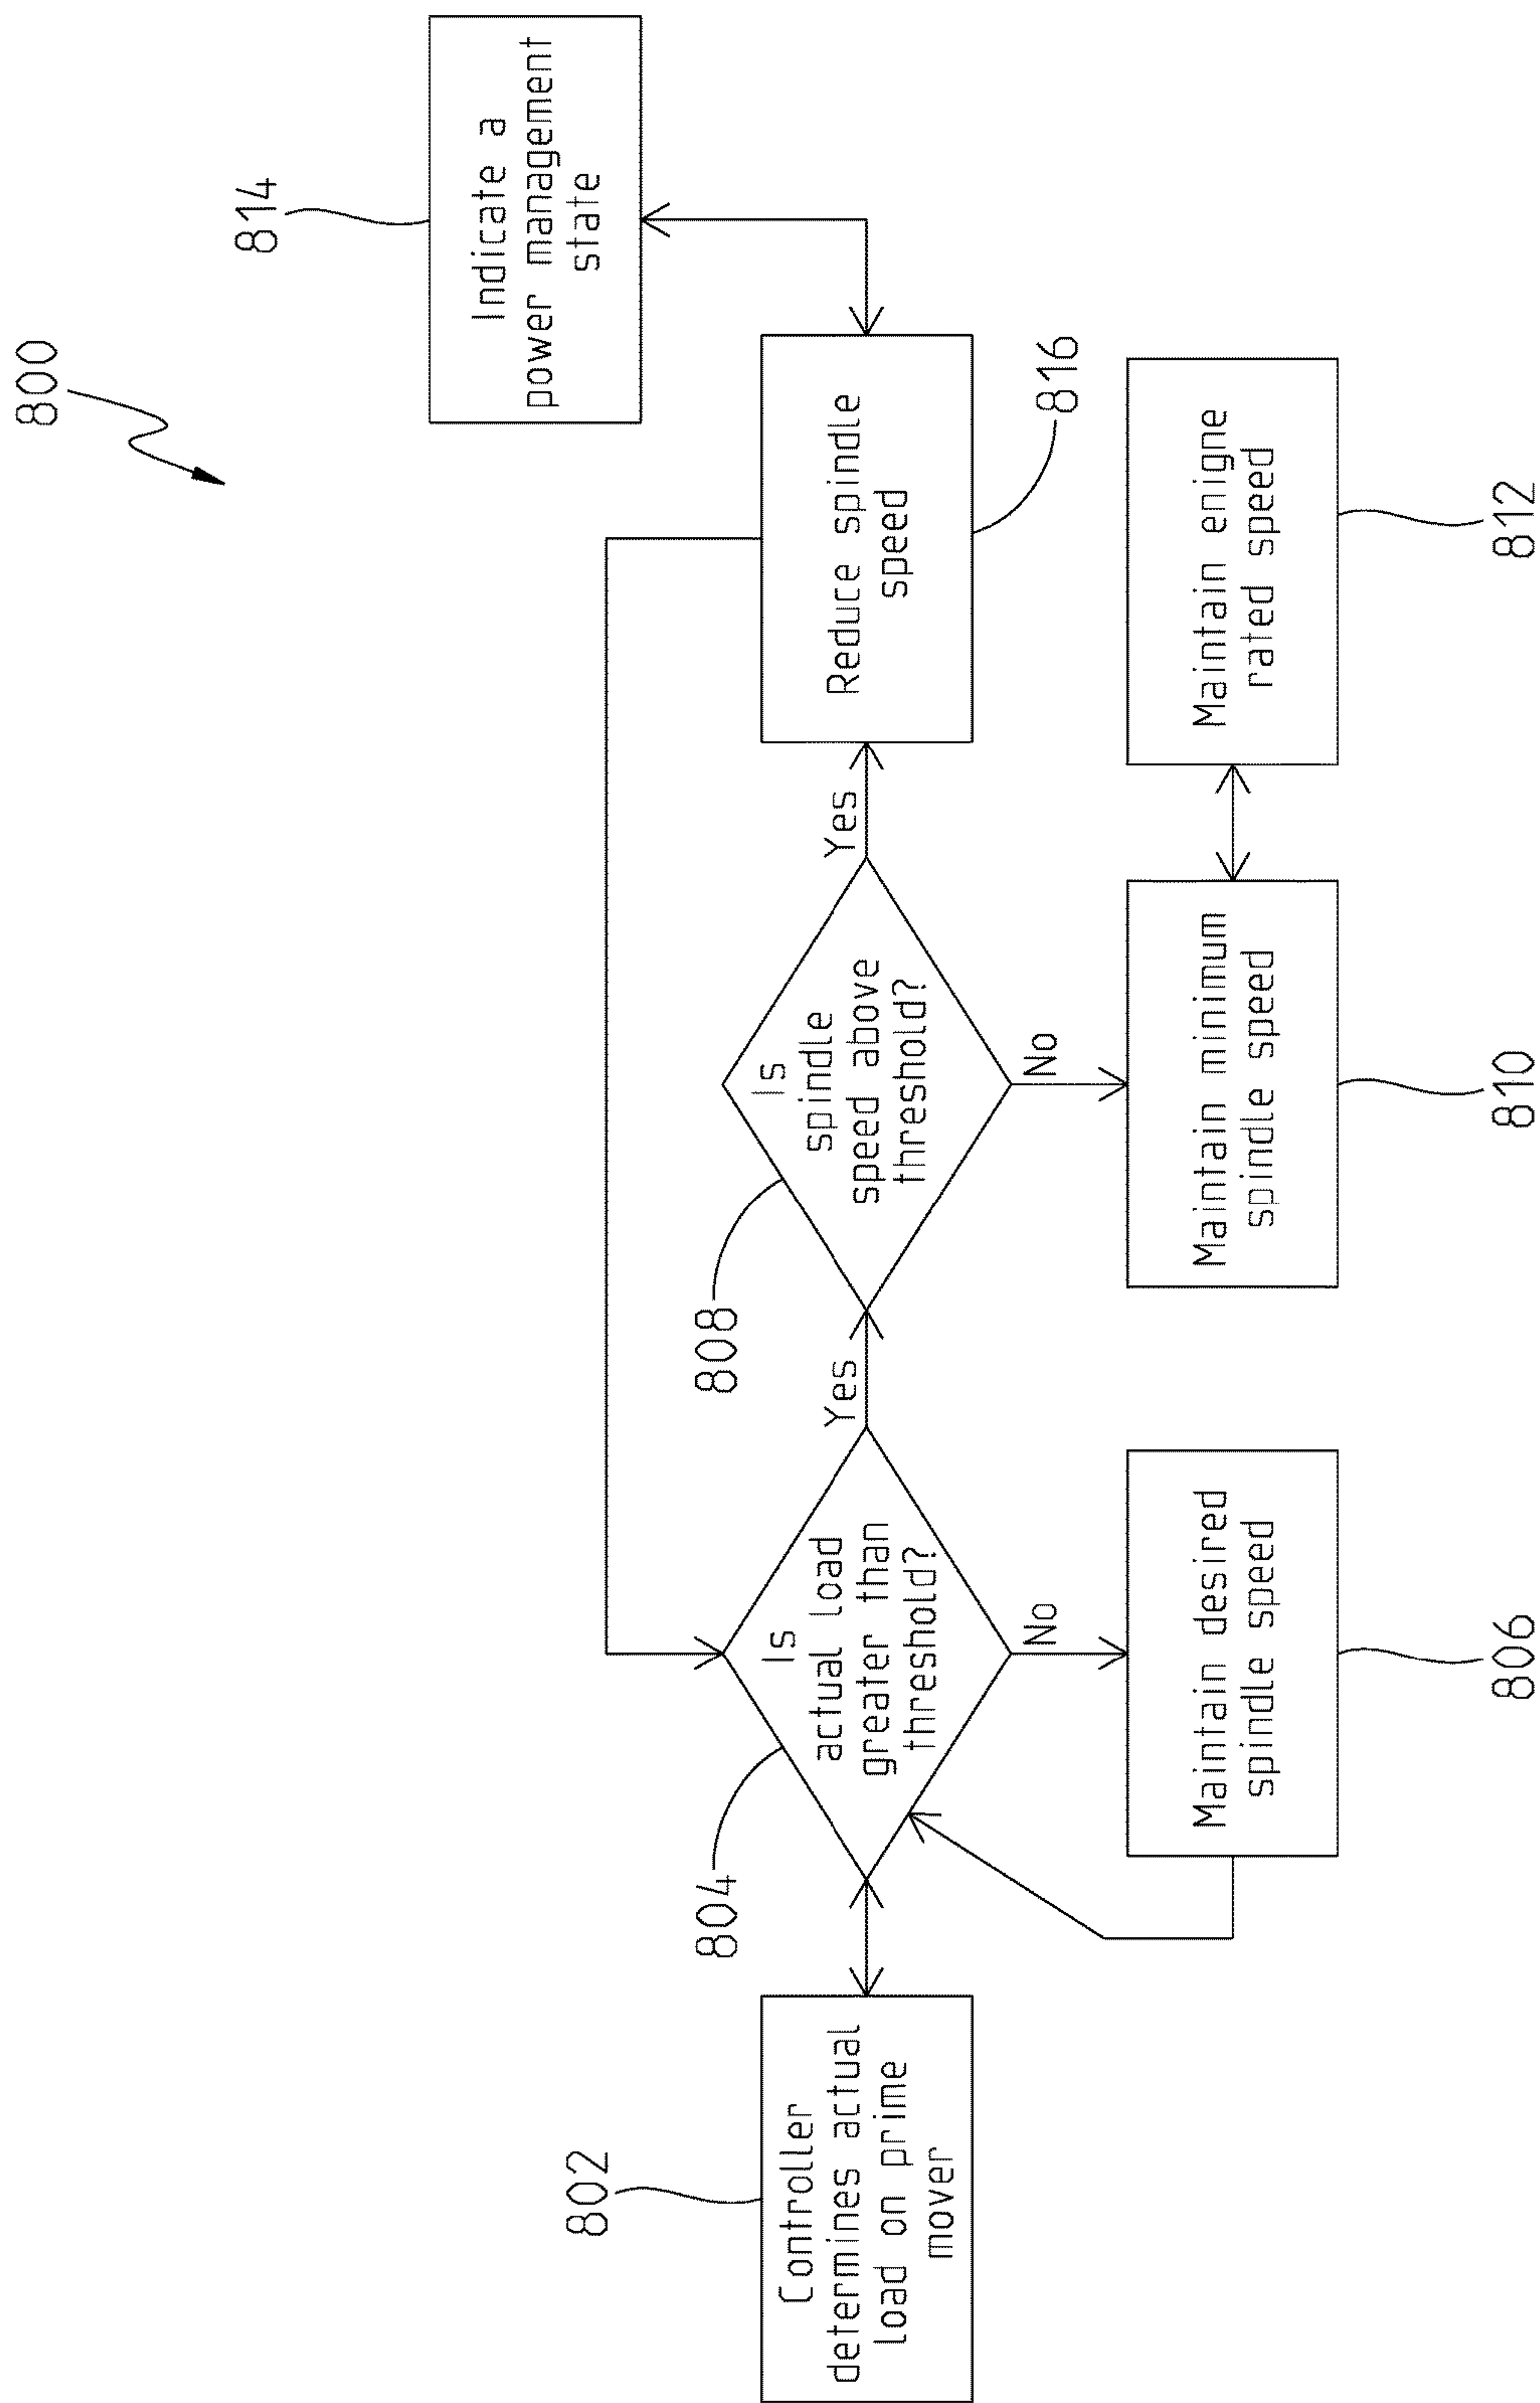 800
814
Indicate a
power management
state
802
Controller
determines actual
load on prime
mover
804
Is
actual load
greater than
threshold?
Yes
No
808
Is
spindle
speed above
threshold?
Yes
No
Reduce spindle
speed
816
Maintain desired
spindle speed
806
Maintain minimum
spindle speed
810
Maintain enigne
rated speed
812